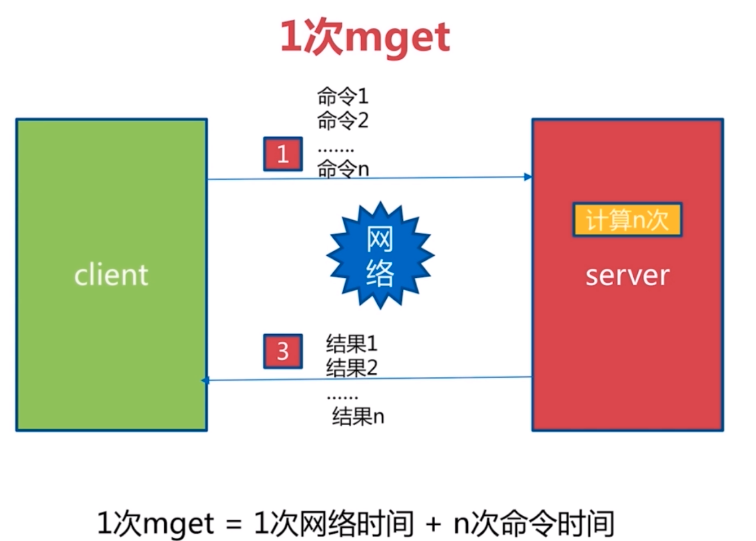 1次mget
命令1
命令2
.......
命令n
1
计算n次
网
络
client
server
3
结果1
结果2
......
结果n
1次mget = 1次网络时间 + n次命令时间